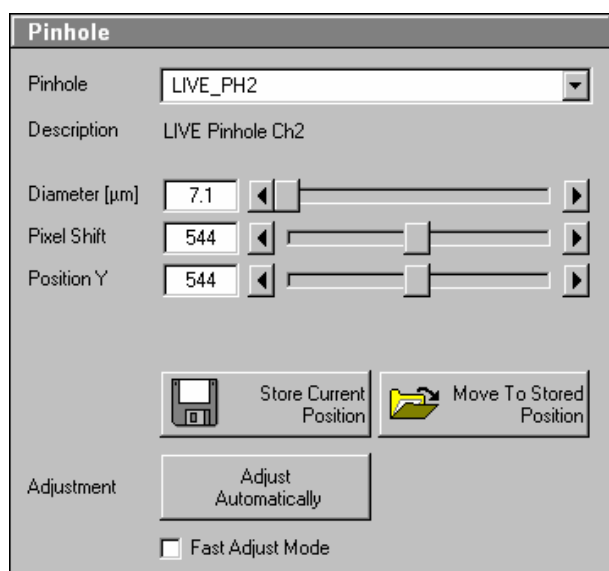 Pinhole
Pinhole LIVE_PH2
Description LIVE Pinhole Ch2
Diameter [µm] 7.1
Pixel Shift 544
Position Y 544
Store Current
Position
Move To Stored
Position
Adjustment
Adjust
Automatically
Fast Adjust Mode